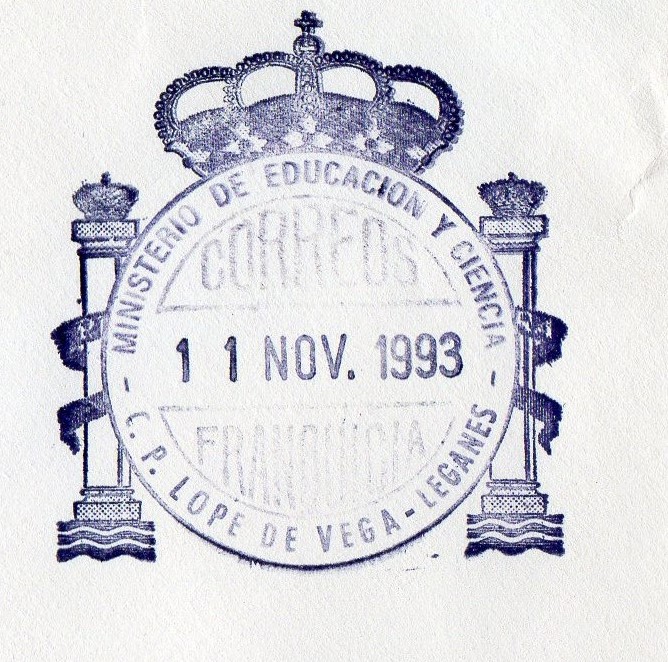 MINISTERIO DE EDUCACION Y CIENCIA
CORREOS
11 NOV. 1993
FRANQUICIA
- C. P. LOPE DE VEGA - LEGANES -